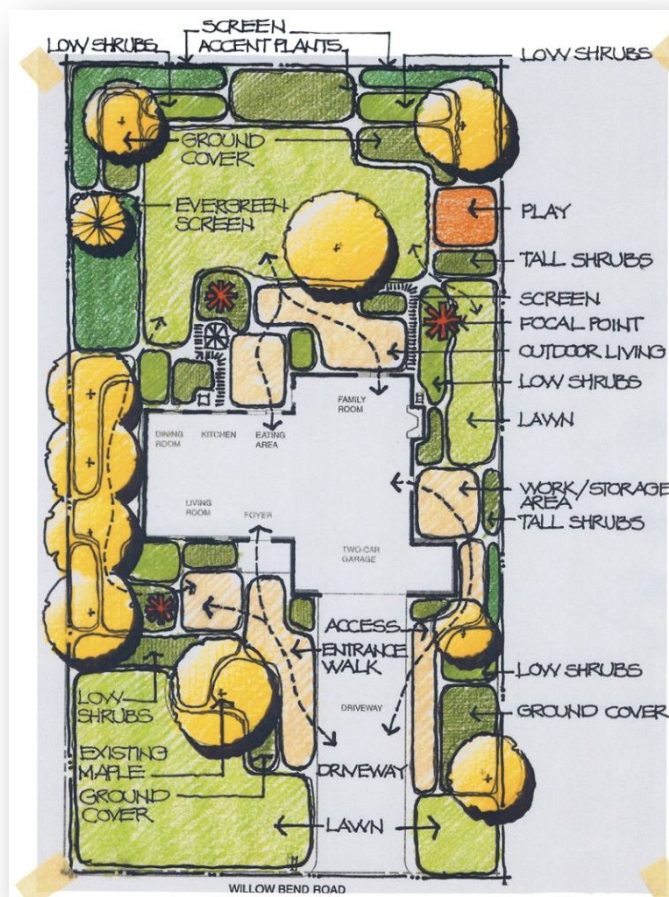 SCREEN
LOW SHRUBS
ACCENT PLANTS
LOW SHRUBS
GROUND
COVER
EVERGREEN
SCREEN
PLAY
TALL SHRUBS
SCREEN
FOCAL POINT
OUTDOOR LIVING
LOW SHRUBS
LAWN
FAMILY
ROOM
DINING
ROOM
KITCHEN
EATING
AREA
LIVING
ROOM
FOYER
WORK/STORAGE
AREA
TALL SHRUBS
TWO-CAR
GARAGE
ACCESS
ENTRANCE
WALK
LOW SHRUBS
LOW
SHRUBS
DRIVEWAY
GROUND COVER
EXISTING
MAPLE
DRIVEWAY
GROUND
COVER
LAWN
WILLOW BEND ROAD